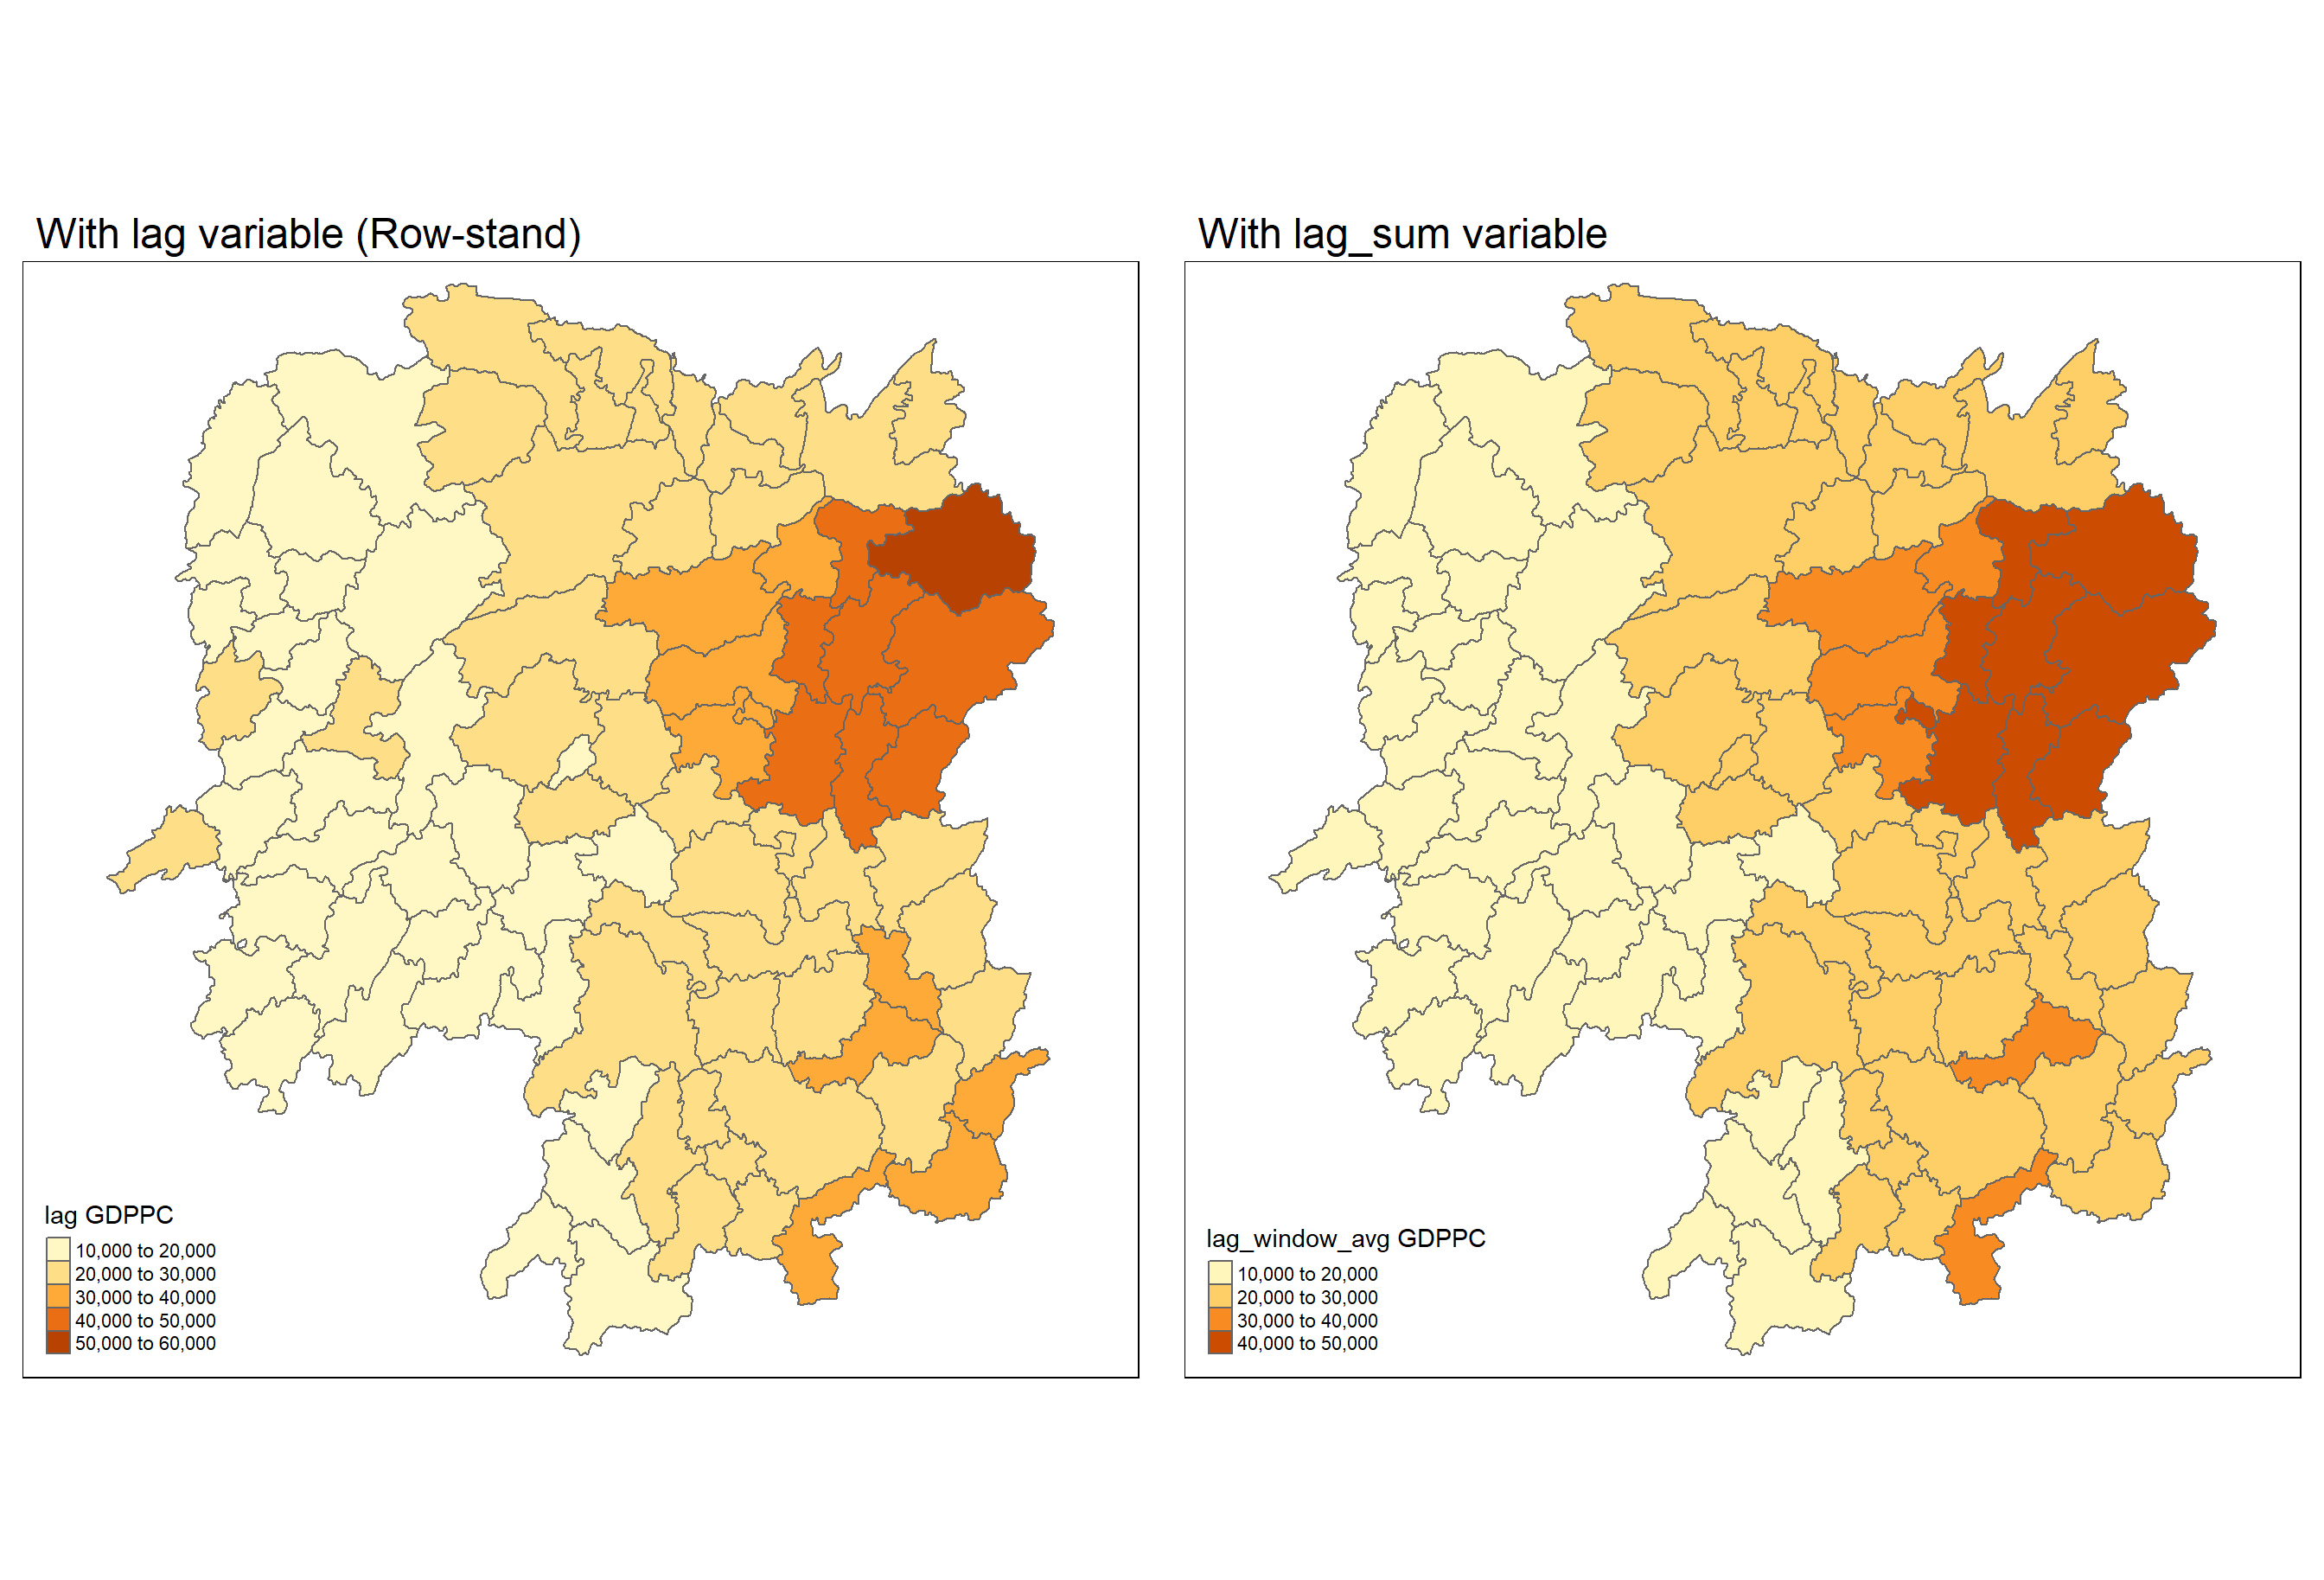 With lag variable (Row-stand)
lag GDPPC
10,000 to 20,000
20,000 to 30,000
30,000 to 40,000
40,000 to 50,000
50,000 to 60,000
With lag_sum variable
lag_window_avg GDPPC
10,000 to 20,000
20,000 to 30,000
30,000 to 40,000
40,000 to 50,000